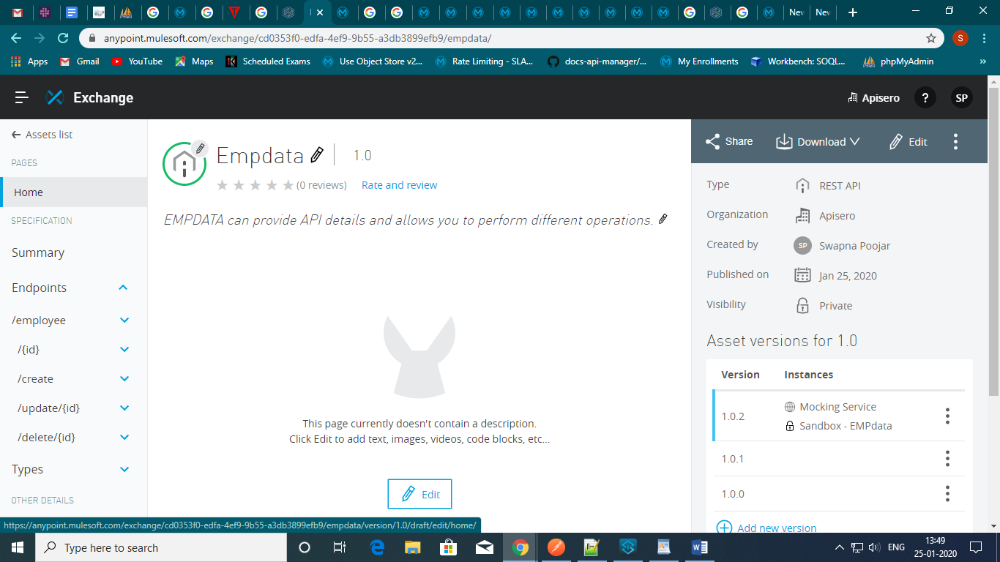 Nev
Nev
anypoint.mulesoft.com/exchange/cd0353f0-edfa-4ef9-9b55-a3db3899efb9/empdata/
S
Apps
Gmail
YouTube
Maps
Scheduled Exams
Use Object Store v2...
Rate Limiting - SLA...
docs-api-manager/...
My Enrollments
Workbench: SOQL...
phpMyAdmin
»
Exchange
Apisero
?
SP
Assets list
PAGES
Home
SPECIFICATION
Summary
Endpoints
/employee
/{id}
/create
/update/{id}
/delete/{id}
Types
OTHER DETAILS
Empdata
1.0
(0 reviews)
Rate and review
EMPDATA can provide API details and allows you to perform different operations.
This page currently doesn't contain a description.
Click Edit to add text, images, videos, code blocks, etc...
Edit
Share
Download
Edit
Type
REST API
Organization
Apisero
Created by
SP
Swapna Poojar
Published on
Jan 25, 2020
Visibility
Private
Asset versions for 1.0
Version
Instances
1.0.2
Mocking Service
Sandbox - EMPdata
1.0.1
1.0.0
Add new version
https://anypoint.mulesoft.com/exchange/cd0353f0-edfa-4ef9-9b55-a3db3899efb9/empdata/version/1.0/draft/edit/home/
Type here to search
ENG
13:49
25-01-2020